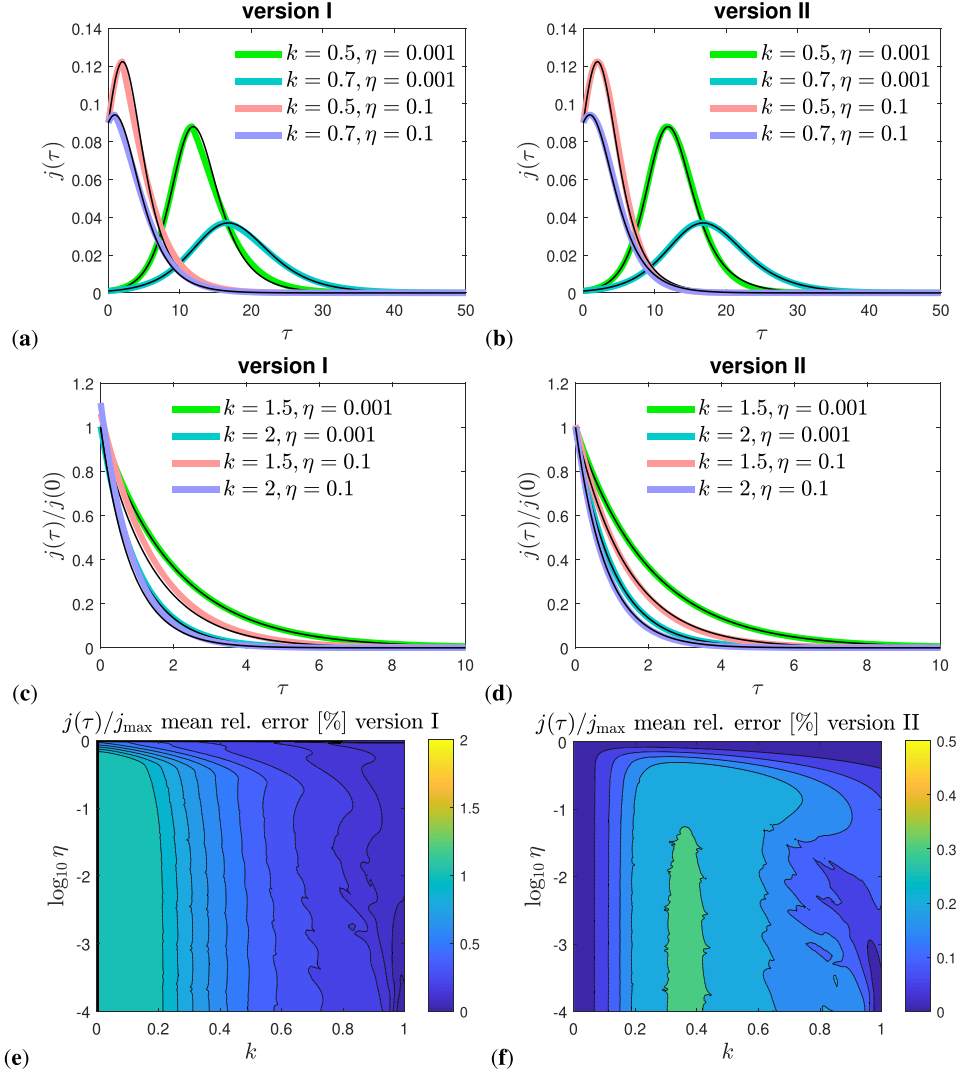 version I
version II
0.14
0.12
0.1
0.08
0.06
0.04
0.02
0
j(τ)
k = 0.5, η = 0.001
k = 0.7, η = 0.001
k = 0.5, η = 0.1
k = 0.7, η = 0.1
0 10 20 30 40 50
τ
(a)
0.14
0.12
0.1
0.08
0.06
0.04
0.02
0
j(τ)
k = 0.5, η = 0.001
k = 0.7, η = 0.001
k = 0.5, η = 0.1
k = 0.7, η = 0.1
0 10 20 30 40 50
τ
(b)
version I
version II
1.2
1
0.8
0.6
0.4
0.2
0
j(τ)/j(0)
k = 1.5, η = 0.001
k = 2, η = 0.001
k = 1.5, η = 0.1
k = 2, η = 0.1
0 2 4 6 8 10
τ
(c)
1.2
1
0.8
0.6
0.4
0.2
0
j(τ)/j(0)
k = 1.5, η = 0.001
k = 2, η = 0.001
k = 1.5, η = 0.1
k = 2, η = 0.1
0 2 4 6 8 10
τ
(d)
j(τ)/j_max mean rel. error [%] version I
0
-1
-2
-3
-4
log₁₀ η
0 0.2 0.4 0.6 0.8 1
k
2
1.5
1
0.5
0
(e)
j(τ)/j_max mean rel. error [%] version II
0
-1
-2
-3
-4
log₁₀ η
0 0.2 0.4 0.6 0.8 1
k
0.5
0.4
0.3
0.2
0.1
0
(f)